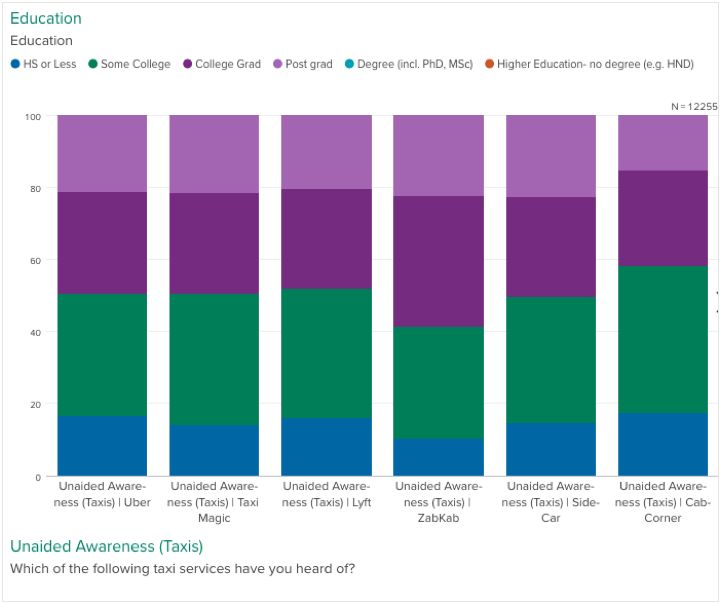 Education
Education
HS or Less Some College College Grad Post grad Degree (incl. PhD, MSc) Higher Education- no degree (e.g. HND)
N = 12255
100
80
60
40
20
0
Unaided Aware-
ness (Taxis) | Uber
Unaided Aware-
ness (Taxis) | Taxi
Magic
Unaided Aware-
ness (Taxis) | Lyft
Unaided Aware-
ness (Taxis) |
ZabKab
Unaided Aware-
ness (Taxis) | Side-
Car
Unaided Aware-
ness (Taxis) | Cab-
Corner
Unaided Awareness (Taxis)
Which of the following taxi services have you heard of?